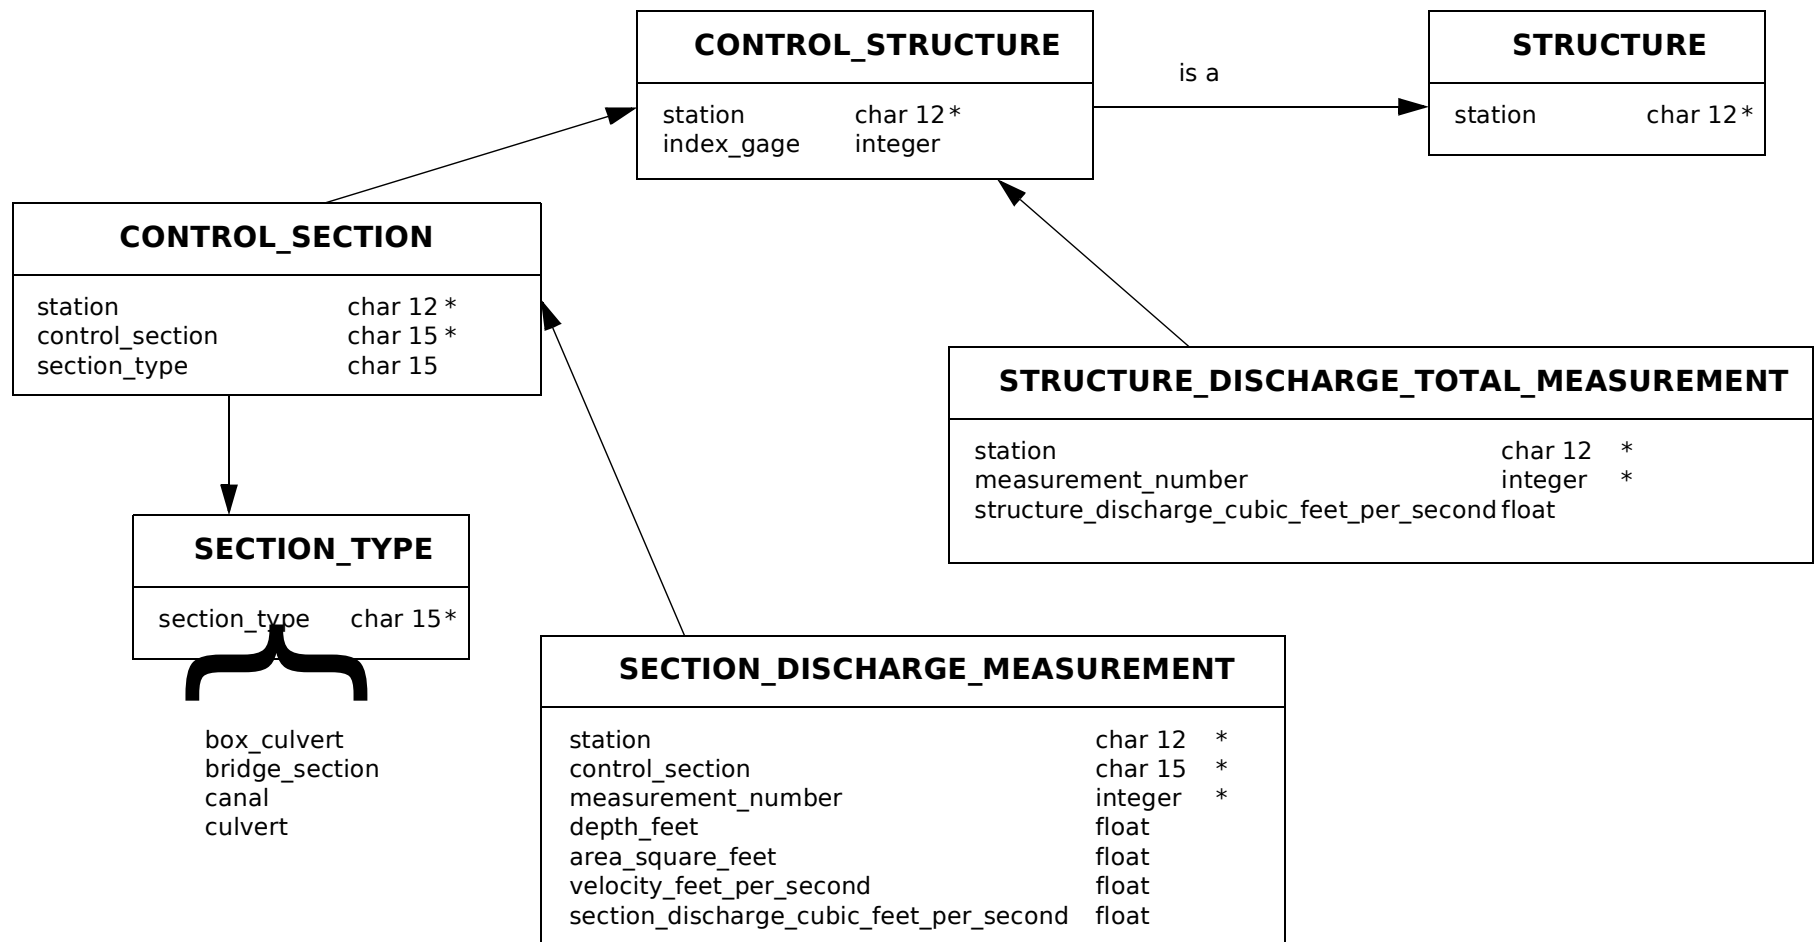 CONTROL_STRUCTURE
station char 12 *
index_gage integer
is a
STRUCTURE
station char 12 *
CONTROL_SECTION
station char 12 *
control_section char 15 *
section_type char 15
STRUCTURE_DISCHARGE_TOTAL_MEASUREMENT
station char 12 *
measurement_number integer *
structure_discharge_cubic_feet_per_second float
SECTION_TYPE
section_type char 15 *
box_culvert
bridge_section
canal
culvert
SECTION_DISCHARGE_MEASUREMENT
station char 12 *
control_section char 15 *
measurement_number integer *
depth_feet float
area_square_feet float
velocity_feet_per_second float
section_discharge_cubic_feet_per_second float